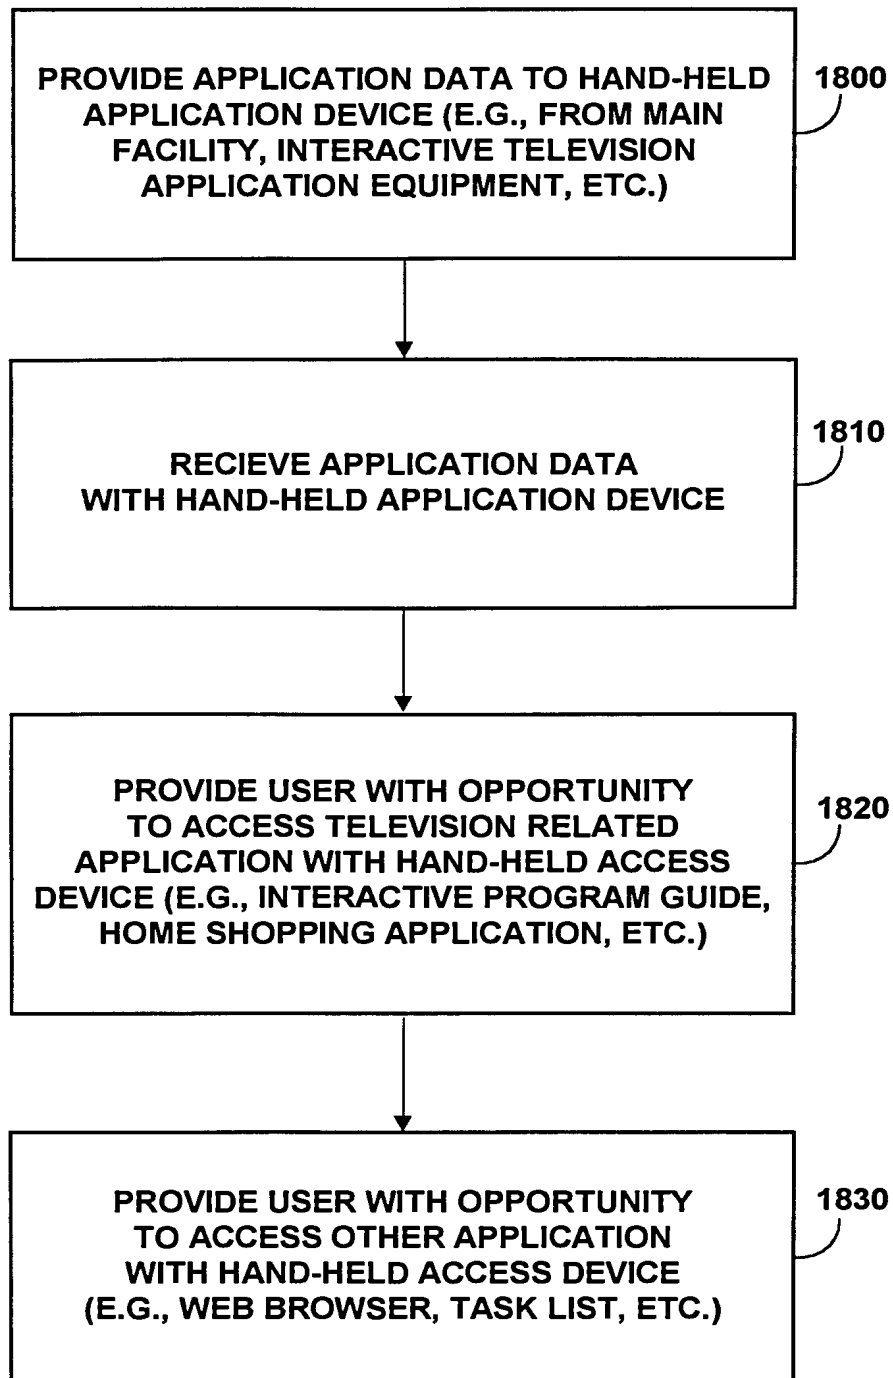 PROVIDE APPLICATION DATA TO HAND-HELD
APPLICATION DEVICE (E.G., FROM MAIN
FACILITY, INTERACTIVE TELEVISION
APPLICATION EQUIPMENT, ETC.)
1800
RECIEVE APPLICATION DATA
WITH HAND-HELD APPLICATION DEVICE
1810
PROVIDE USER WITH OPPORTUNITY
TO ACCESS TELEVISION RELATED
APPLICATION WITH HAND-HELD ACCESS
DEVICE (E.G., INTERACTIVE PROGRAM GUIDE,
HOME SHOPPING APPLICATION, ETC.)
1820
PROVIDE USER WITH OPPORTUNITY
TO ACCESS OTHER APPLICATION
WITH HAND-HELD ACCESS DEVICE
(E.G., WEB BROWSER, TASK LIST, ETC.)
1830